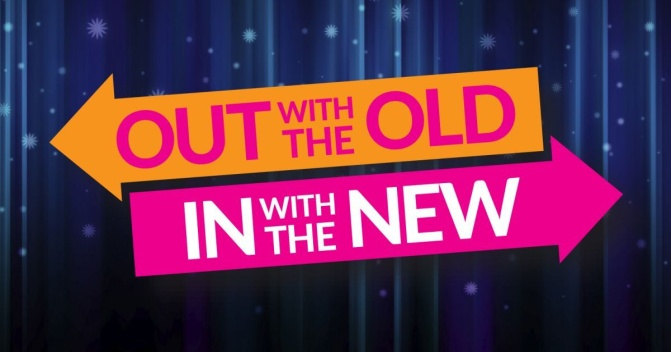 OUT WITH THE OLD
IN WITH THE NEW